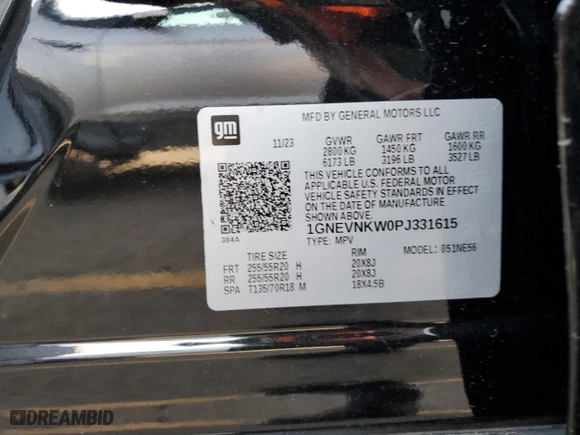 gm
MFD BY GENERAL MOTORS LLC
11/23 GVWR GAWR FRT GAWR RR
2800 KG 1450 KG 1600 KG
6173 LB 3196 LB 3527 LB
THIS VEHICLE CONFORMS TO ALL
APPLICABLE U.S. FEDERAL MOTOR
VEHICLE SAFETY STANDARDS IN EFFECT
ON THE DATE OF MANUFACTURE
SHOWN ABOVE.
1GNEVNKW0PJ331615
TYPE: MPV MODEL: 051NE56
384A
TIRE SIZE RIM
FRT 255/55R20 H 20X8J
RR 255/55R20 H 20X8J
SPA T135/70R18 M 18X4.5B
DREAMBID